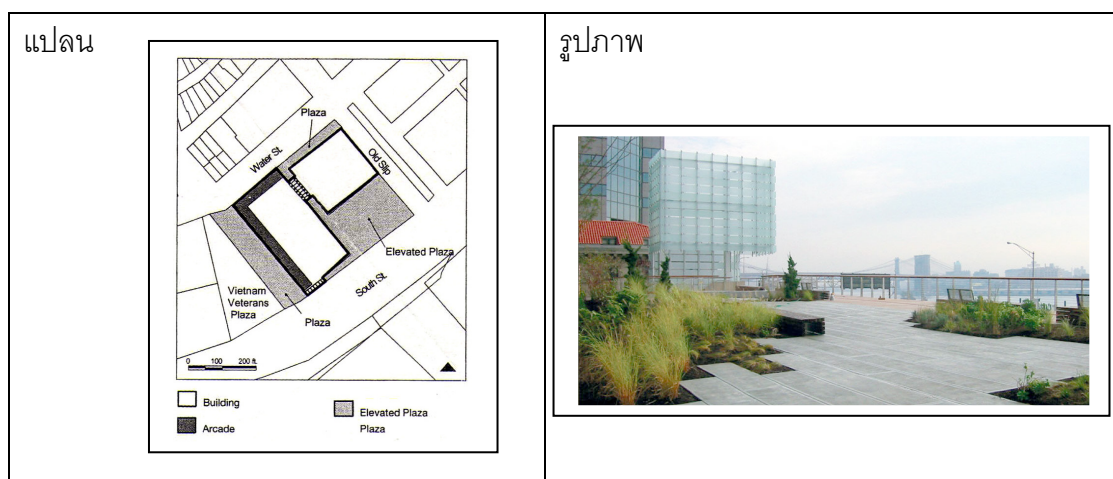 แปลน
รูปภาพ
Plaza
Water St.
Old Slip
Elevated Plaza
South St.
Vietnam
Veterans
Plaza
Plaza
0 100 200 ft.
Building
Arcade
Elevated Plaza
Plaza